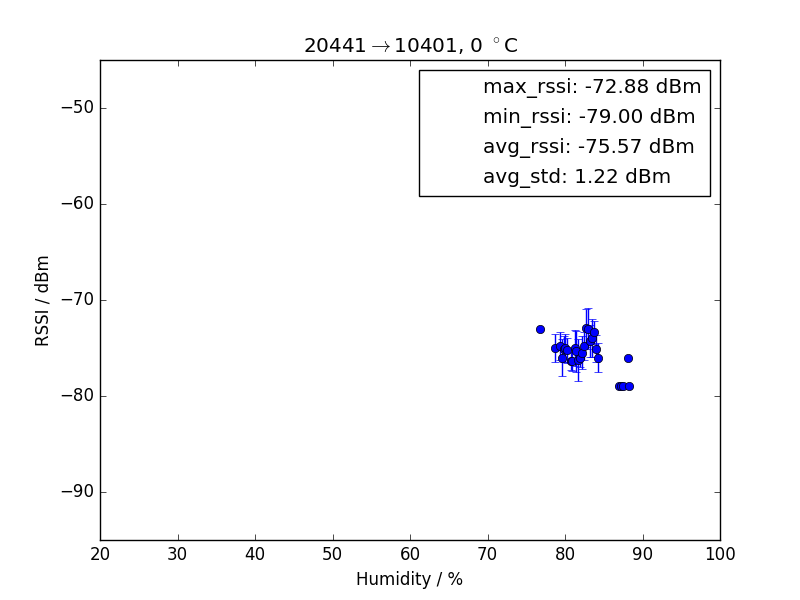 20441→10401, 0 °C
max_rssi: -72.88 dBm
min_rssi: -79.00 dBm
avg_rssi: -75.57 dBm
avg_std: 1.22 dBm
RSSI / dBm
−50
−60
−70
−80
−90
20 30 40 50 60 70 80 90 100
Humidity / %